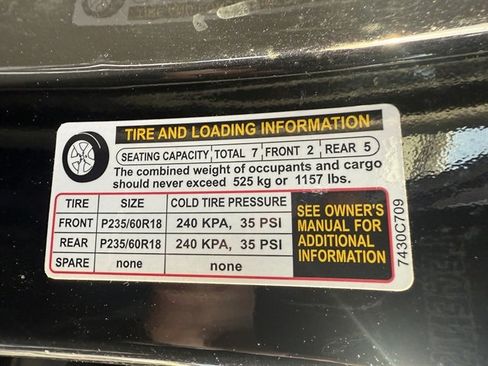 TIRE AND LOADING INFORMATION
SEATING CAPACITY TOTAL 7 FRONT 2 REAR 5
The combined weight of occupants and cargo
should never exceed 525 kg or 1157 lbs.
TIRE SIZE COLD TIRE PRESSURE
FRONT P235/60R18 240 KPA, 35 PSI
REAR P235/60R18 240 KPA, 35 PSI
SPARE none none
SEE OWNER'S
MANUAL FOR
ADDITIONAL
INFORMATION
7430C709